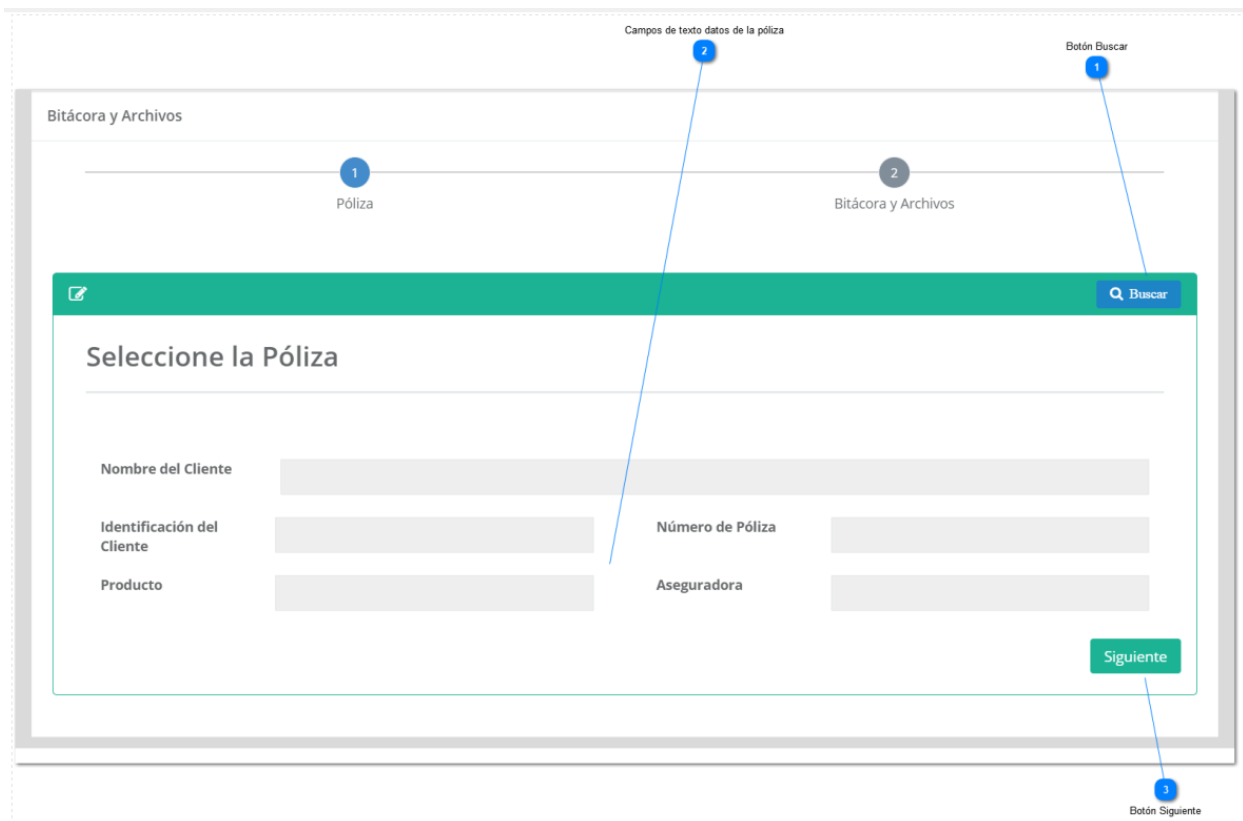 Campos de texto datos de la póliza
2
Botón Buscar
1
Bitácora y Archivos
1
2
Póliza
Bitácora y Archivos
Buscar
Seleccione la Póliza
Nombre del Cliente
Identificación del
Cliente
Número de Póliza
Producto
Aseguradora
Siguiente
3
Botón Siguiente